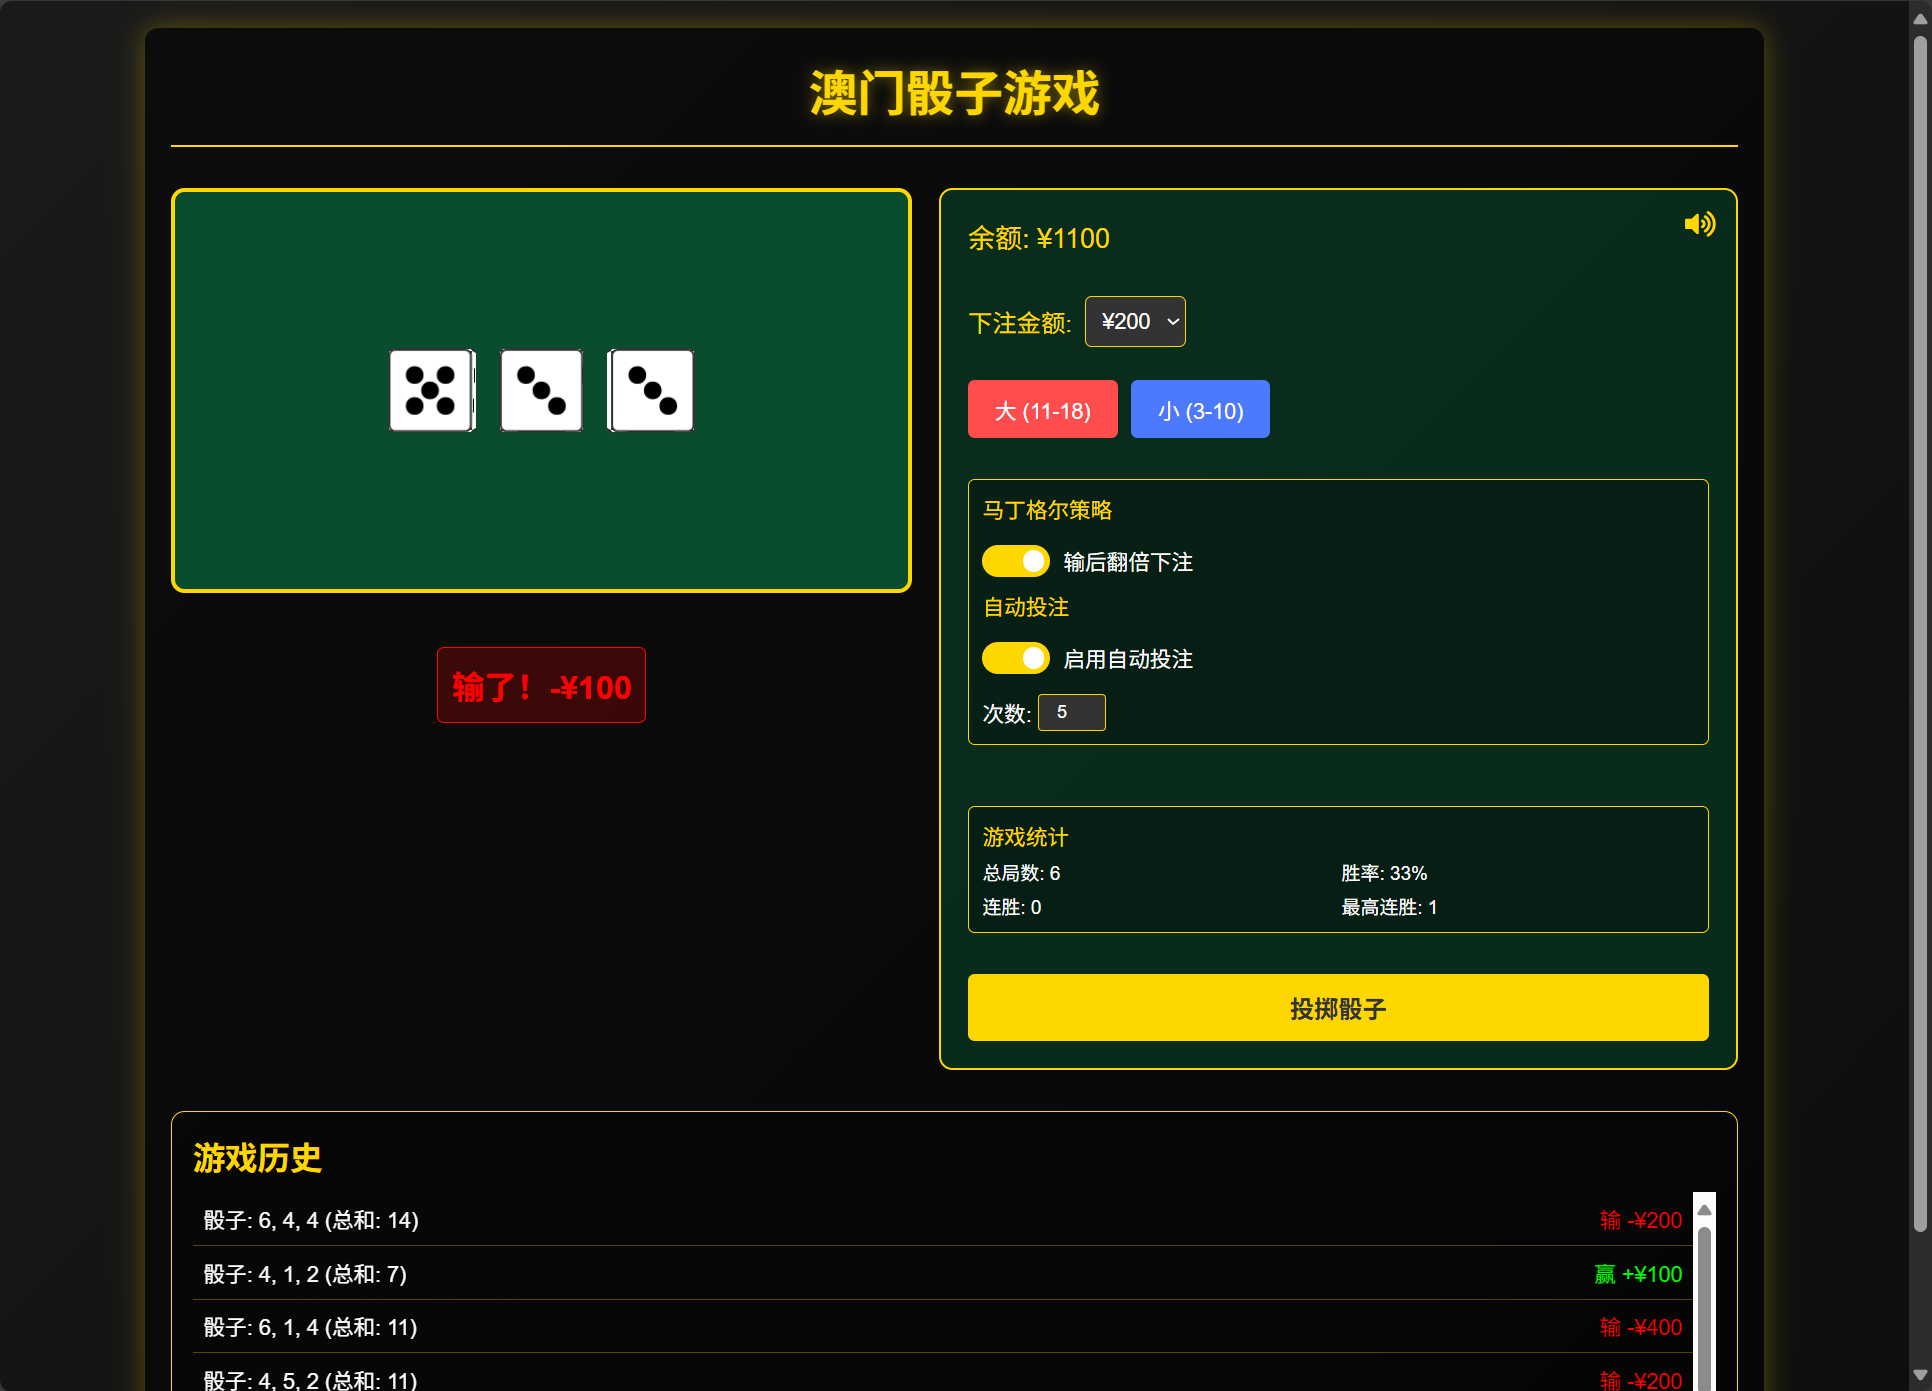 澳门骰子游戏
余额: ¥1100
下注金额: ¥200
大 (11-18) 小 (3-10)
马丁格尔策略
输后翻倍下注
自动投注
启用自动投注
次数: 5
输了！-¥100
游戏统计
总局数: 6 胜率: 33%
连胜: 0 最高连胜: 1
投掷骰子
游戏历史
骰子: 6, 4, 4 (总和: 14) 输 -¥200
骰子: 4, 1, 2 (总和: 7) 赢 +¥100
骰子: 6, 1, 4 (总和: 11) 输 -¥400
骰子: 4, 5, 2 (总和: 11) 输 -¥200